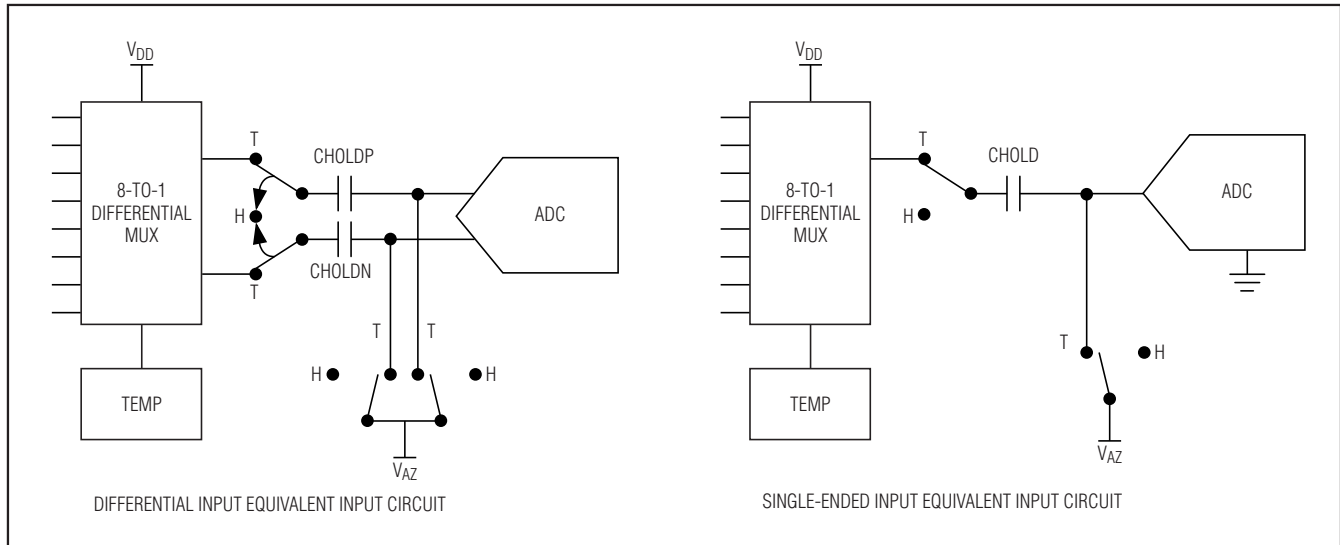 VDD
T
CHOLDP
8-TO-1
DIFFERENTIAL
MUX
H
ADC
CHOLDN
T
T
T
H
H
TEMP
VAZ
DIFFERENTIAL INPUT EQUIVALENT INPUT CIRCUIT
VDD
T
CHOLD
8-TO-1
DIFFERENTIAL
MUX
ADC
H
T
H
TEMP
VAZ
SINGLE-ENDED INPUT EQUIVALENT INPUT CIRCUIT